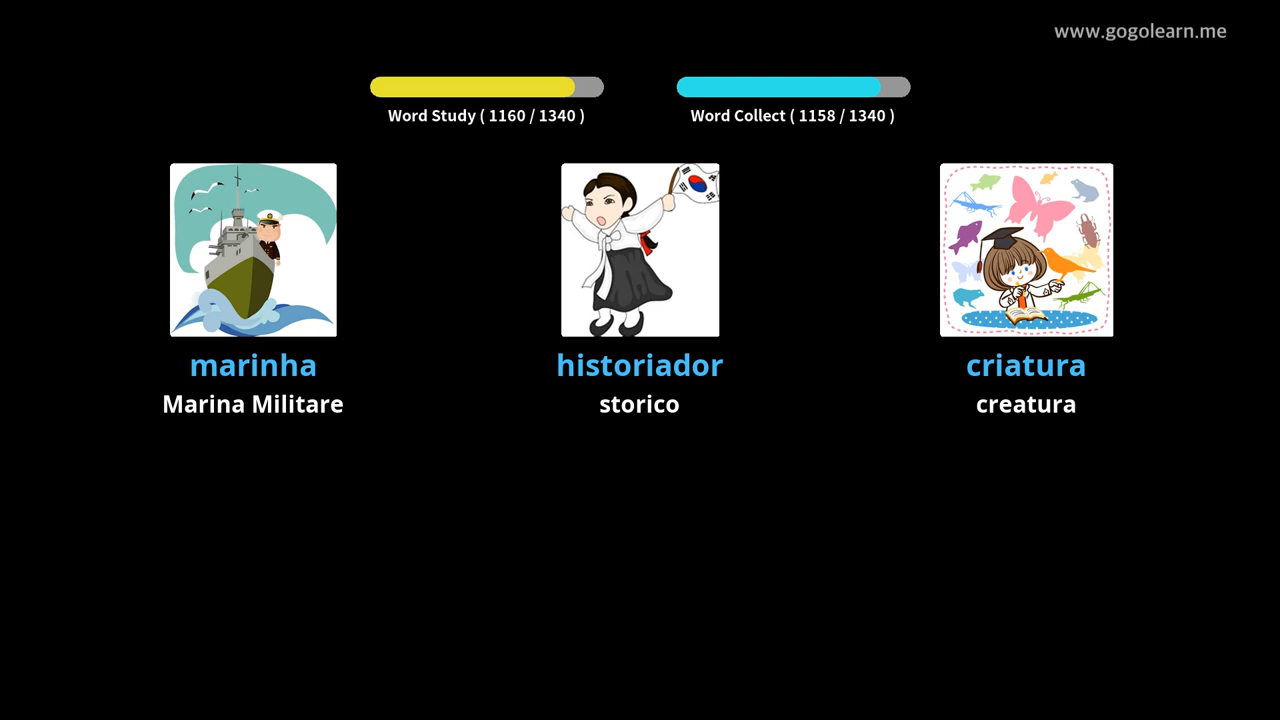 www.gogolearn.me
Word Study ( 1160 / 1340 )
Word Collect ( 1158 / 1340 )
marinha
historiador
criatura
Marina Militare
storico
creatura